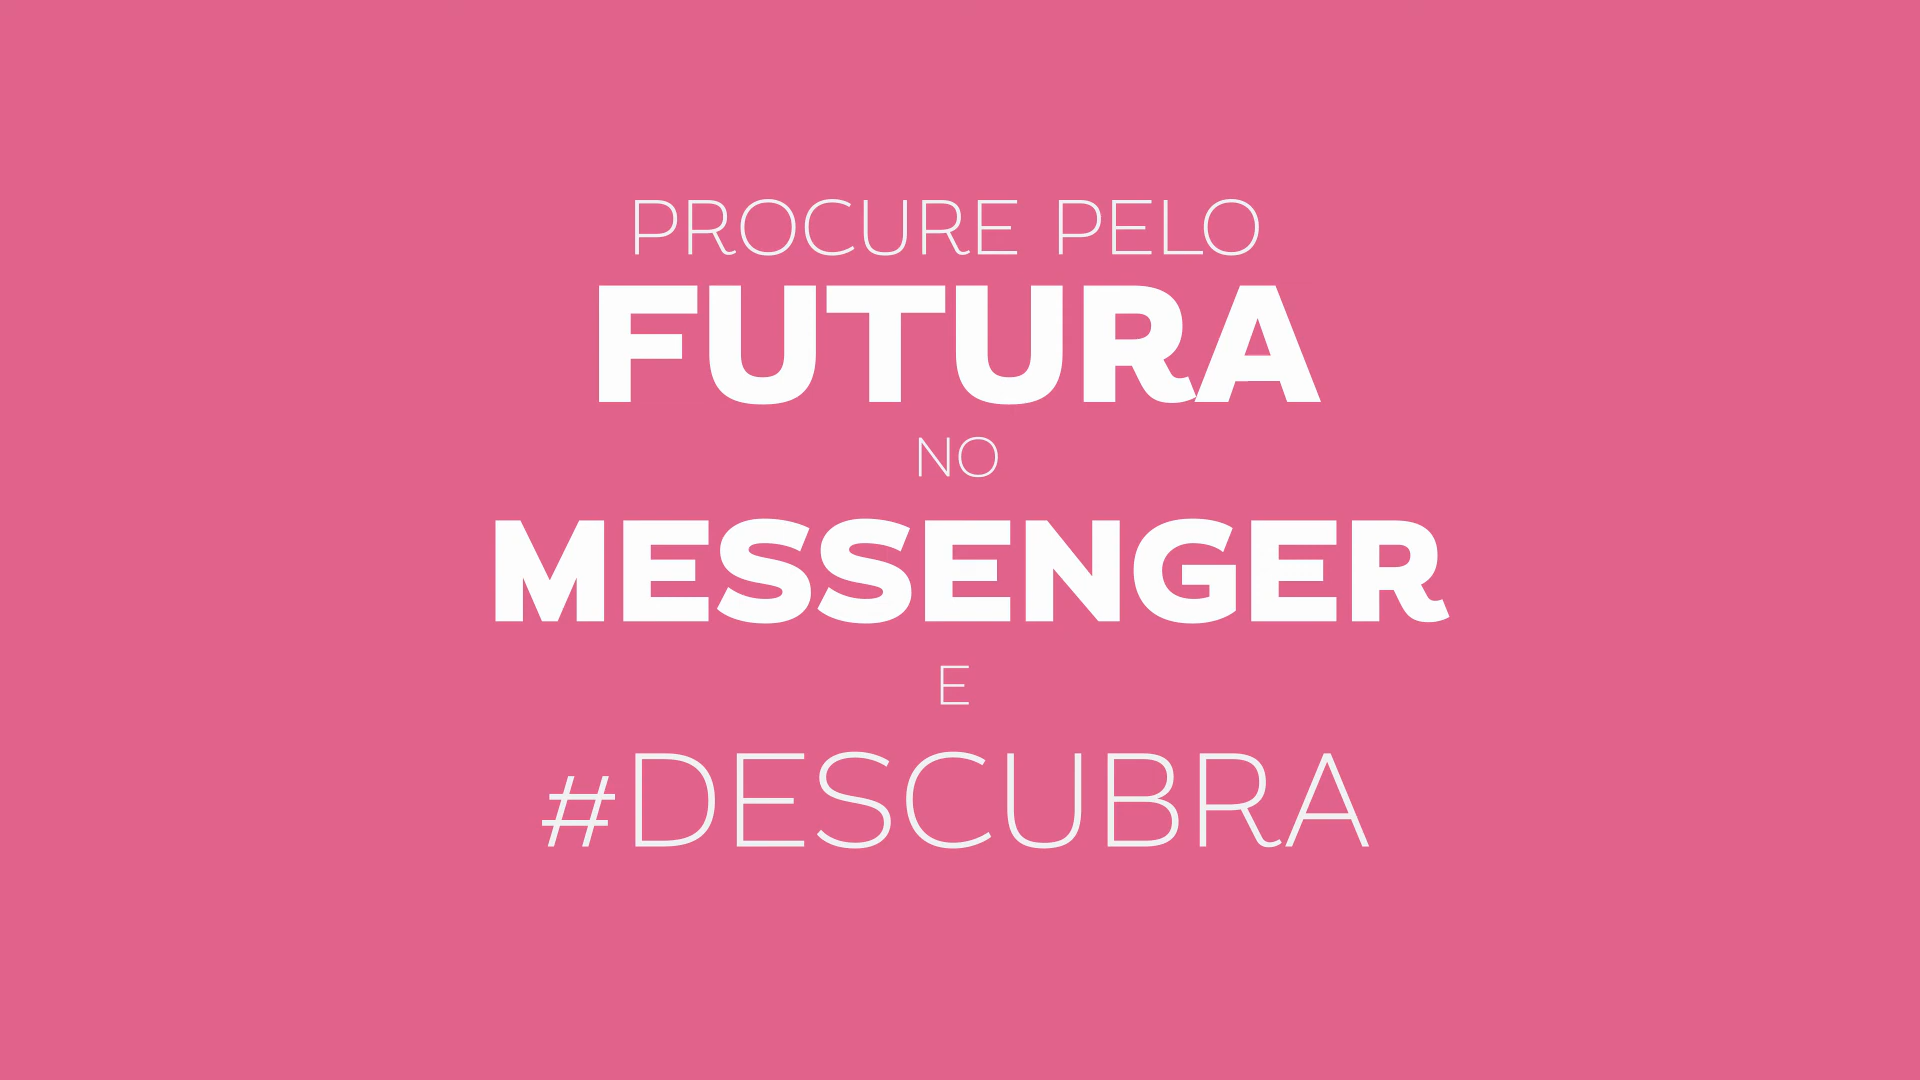 PROCURE PELO
FUTURA
NO
MESSENGER
E
#DESCUBRA